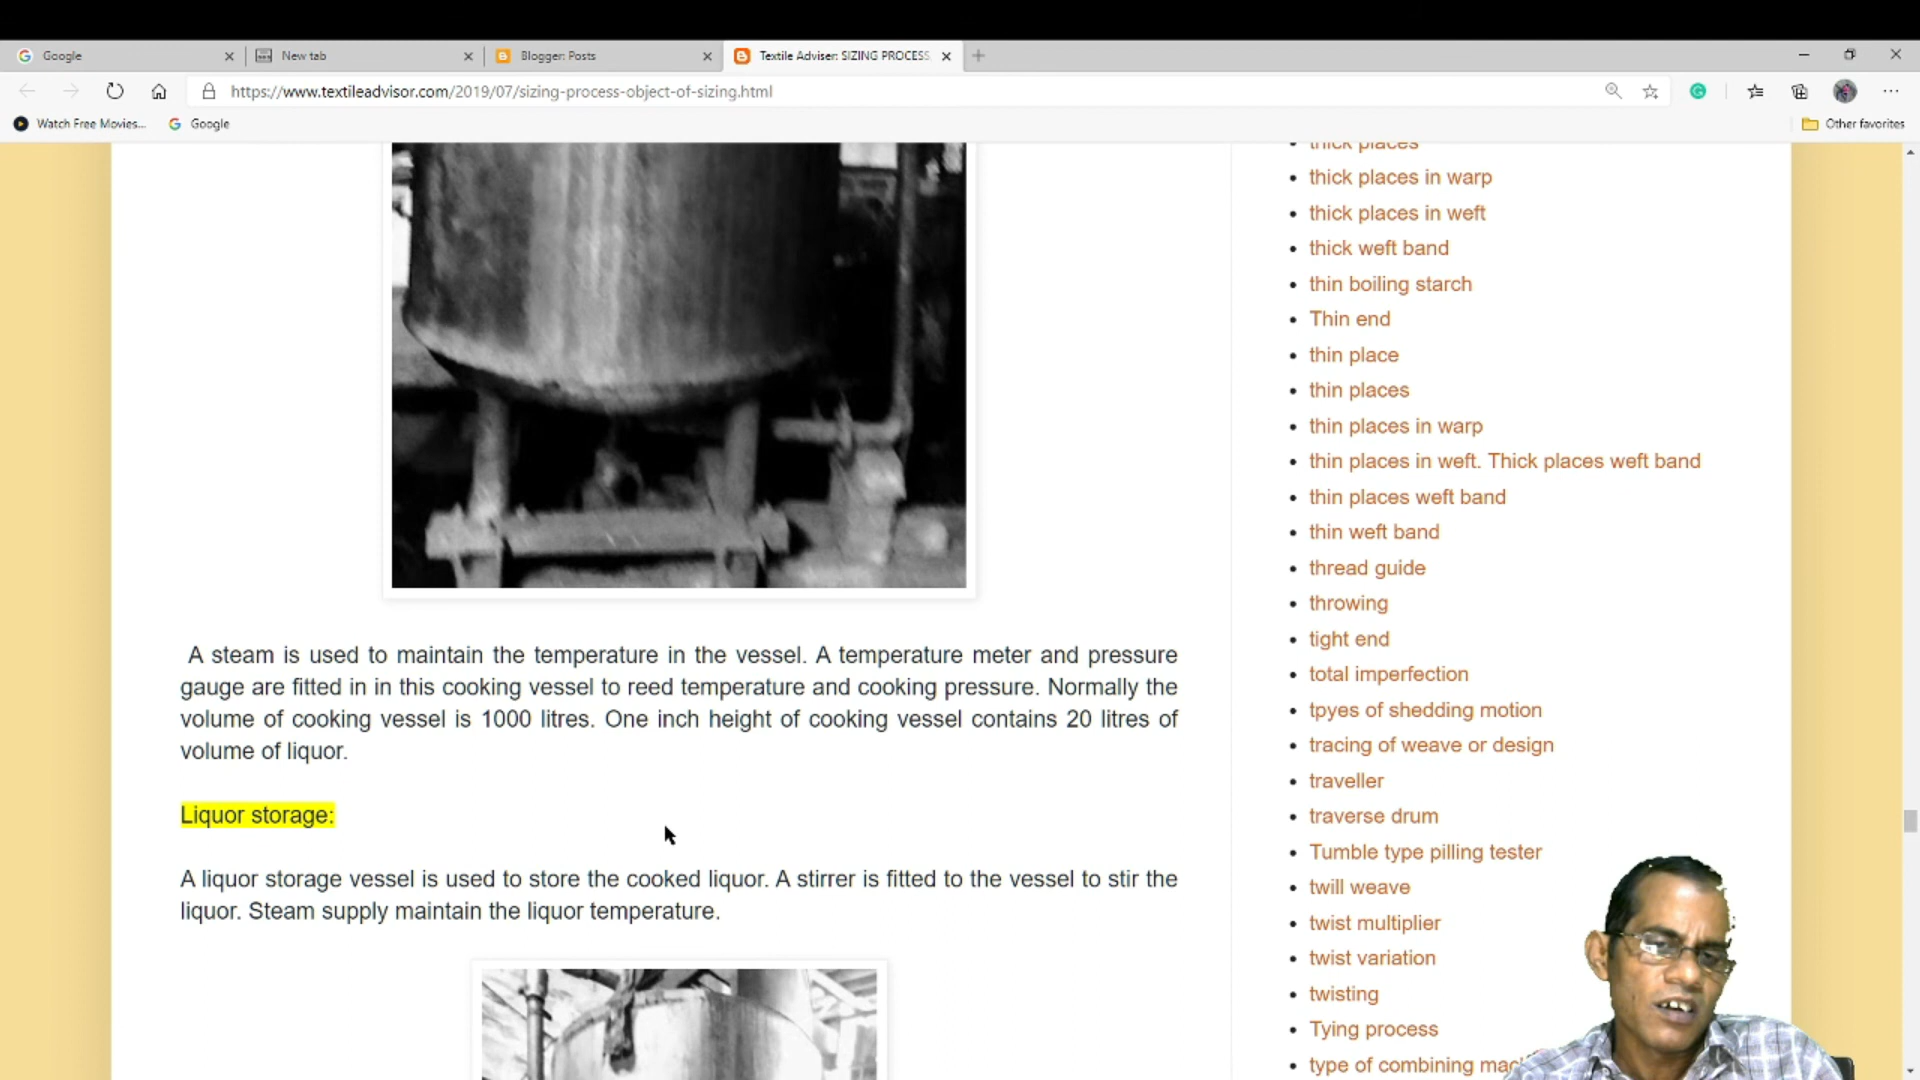 Google
New tab
Blogger: Posts
Textile Adviser: SIZING PROCESS,
https://www.textileadvisor.com/2019/07/sizing-process-object-of-sizing.html
Watch Free Movies...
Google
Other favorites
A steam is used to maintain the temperature in the vessel. A temperature meter and pressure
gauge are fitted in in this cooking vessel to reed temperature and cooking pressure. Normally the
volume of cooking vessel is 1000 litres. One inch height of cooking vessel contains 20 litres of
volume of liquor.
Liquor storage:
A liquor storage vessel is used to store the cooked liquor. A stirrer is fitted to the vessel to stir the
liquor. Steam supply maintain the liquor temperature.
thick places
thick places in warp
thick places in weft
thick weft band
thin boiling starch
Thin end
thin place
thin places
thin places in warp
thin places in weft. Thick places weft band
thin places weft band
thin weft band
thread guide
throwing
tight end
total imperfection
tpyes of shedding motion
tracing of weave or design
traveller
traverse drum
Tumble type pilling tester
twill weave
twist multiplier
twist variation
twisting
Tying process
type of combining